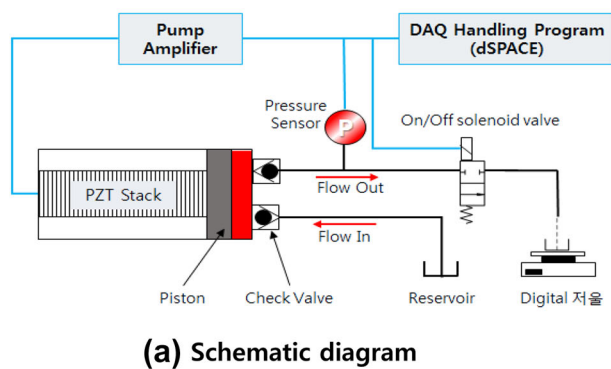 Pump
Amplifier
DAQ Handling Program
(dSPACE)
Pressure
Sensor
P
On/Off solenoid valve
PZT Stack
Flow Out
Flow In
Piston
Check Valve
Reservoir
Digital 저울
(a) Schematic diagram